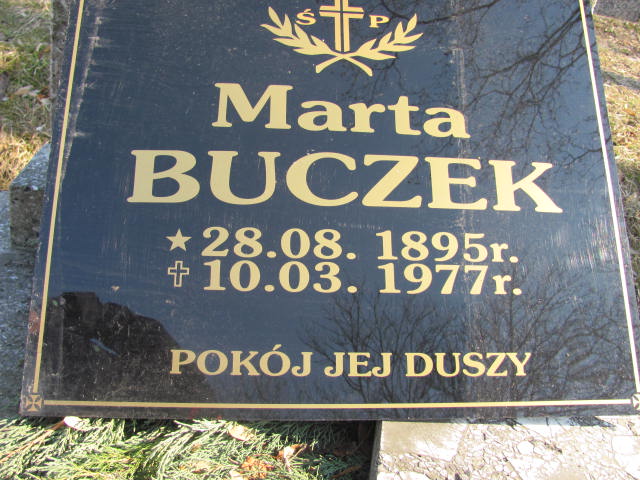 Ś P
Marta
BUCZEK
28.08. 1895r.
10.03. 1977r.
POKÓJ JEJ DUSZY